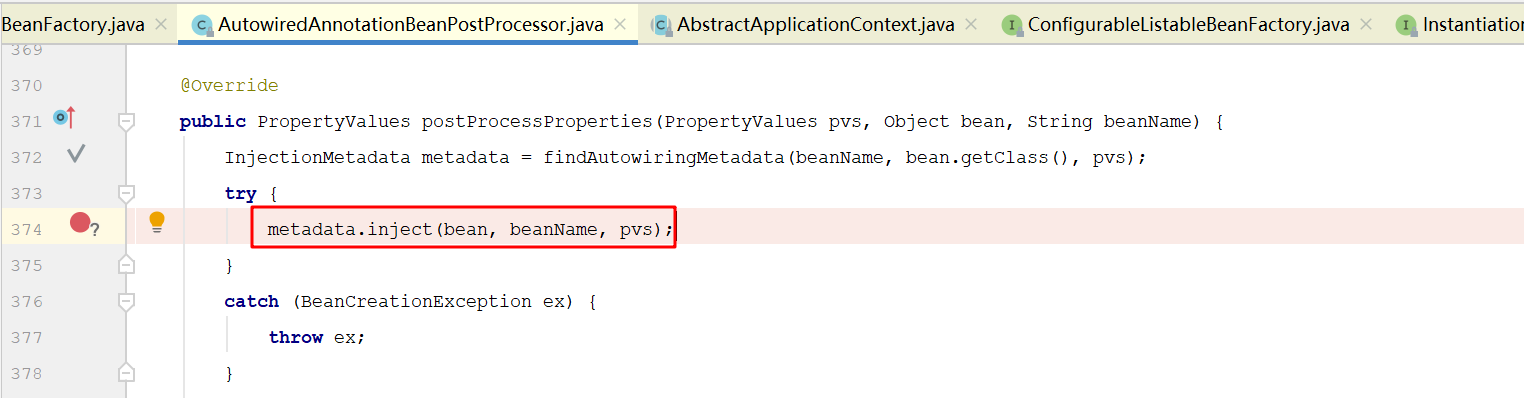 BeanFactory.java AutowiredAnnotationBeanPostProcessor.java AbstractApplicationContext.java ConfigurableListableBeanFactory.java Instantiation
369
370 @Override
371 public PropertyValues postProcessProperties(PropertyValues pvs, Object bean, String beanName) {
372 InjectionMetadata metadata = findAutowiringMetadata(beanName, bean.getClass(), pvs);
373 try {
374 metadata.inject(bean, beanName, pvs);
375 }
376 catch (BeanCreationException ex) {
377 throw ex;
378 }